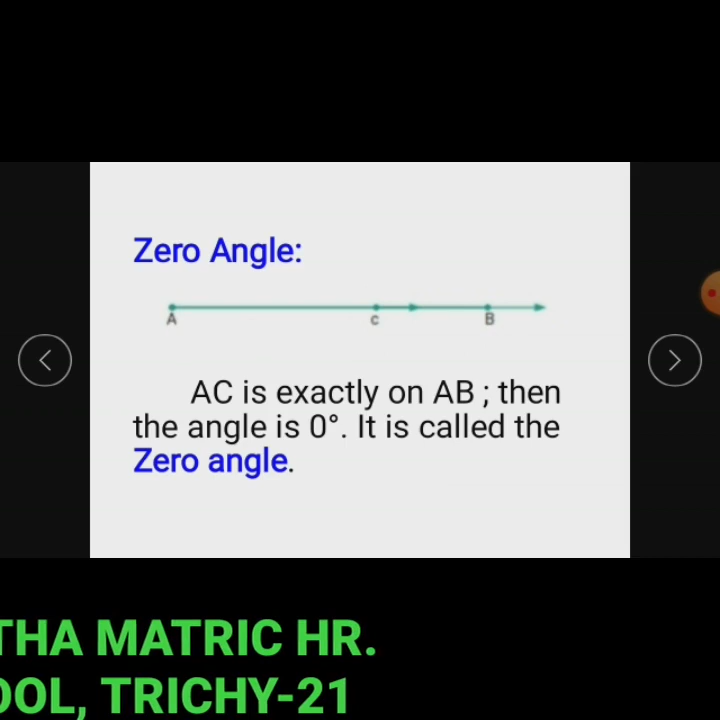 Zero Angle:
A C B
AC is exactly on AB ; then
the angle is 0°. It is called the
Zero angle.
THA MATRIC HR.
OOL, TRICHY-21